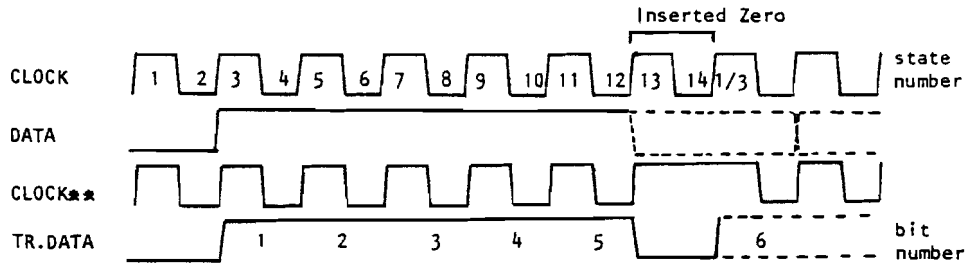 Inserted Zero
CLOCK 1 2 3 4 5 6 7 8 9 10 11 12 13 14 1/3 state number
DATA
CLOCK**
TR.DATA 1 2 3 4 5 6 bit number